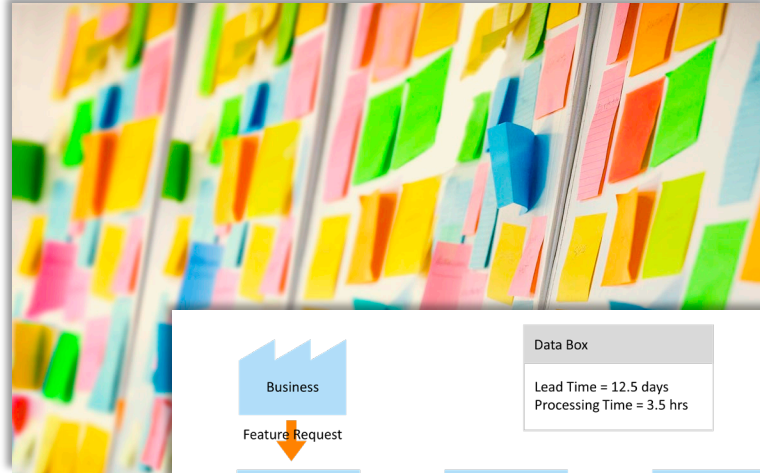 Data Box
Business
Lead Time = 12.5 days
Processing Time = 3.5 hrs
Feature Request